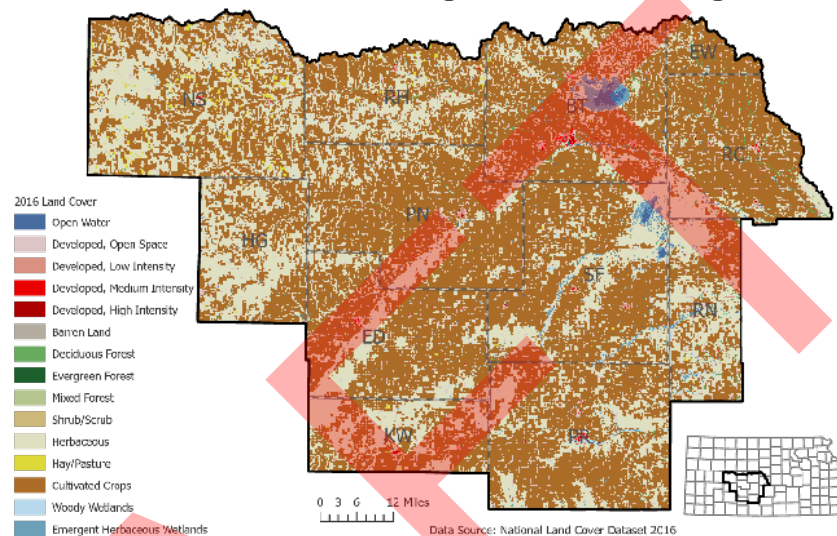 EW
NS
RH
BT
RC
2016 Land Cover
Open Water
Developed, Open Space
Developed, Low Intensity
Developed, Medium Intensity
Developed, High Intensity
Barren Land
Deciduous Forest
Evergreen Forest
Mixed Forest
Shrub/Scrub
Herbaceous
Hay/Pasture
Cultivated Crops
Woody Wetlands
Emergent Herbaceous Wetlands
PN
HG
SF
RN
ED
KW
PR
0 3 6 12 Miles
Data Source: National Land Cover Dataset 2016